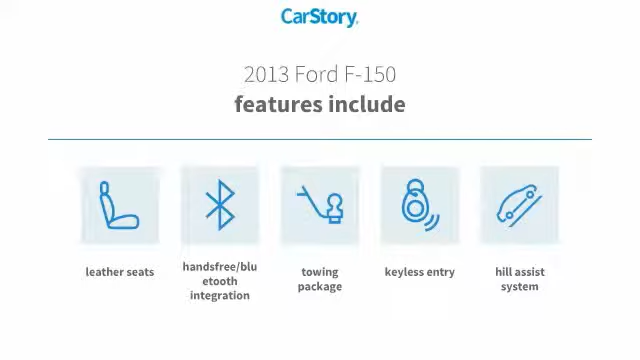 CarStory.
2013 Ford F-150
features include
leather seats
handsfree/blu
etooth
integration
towing
package
keyless entry
hill assist
system